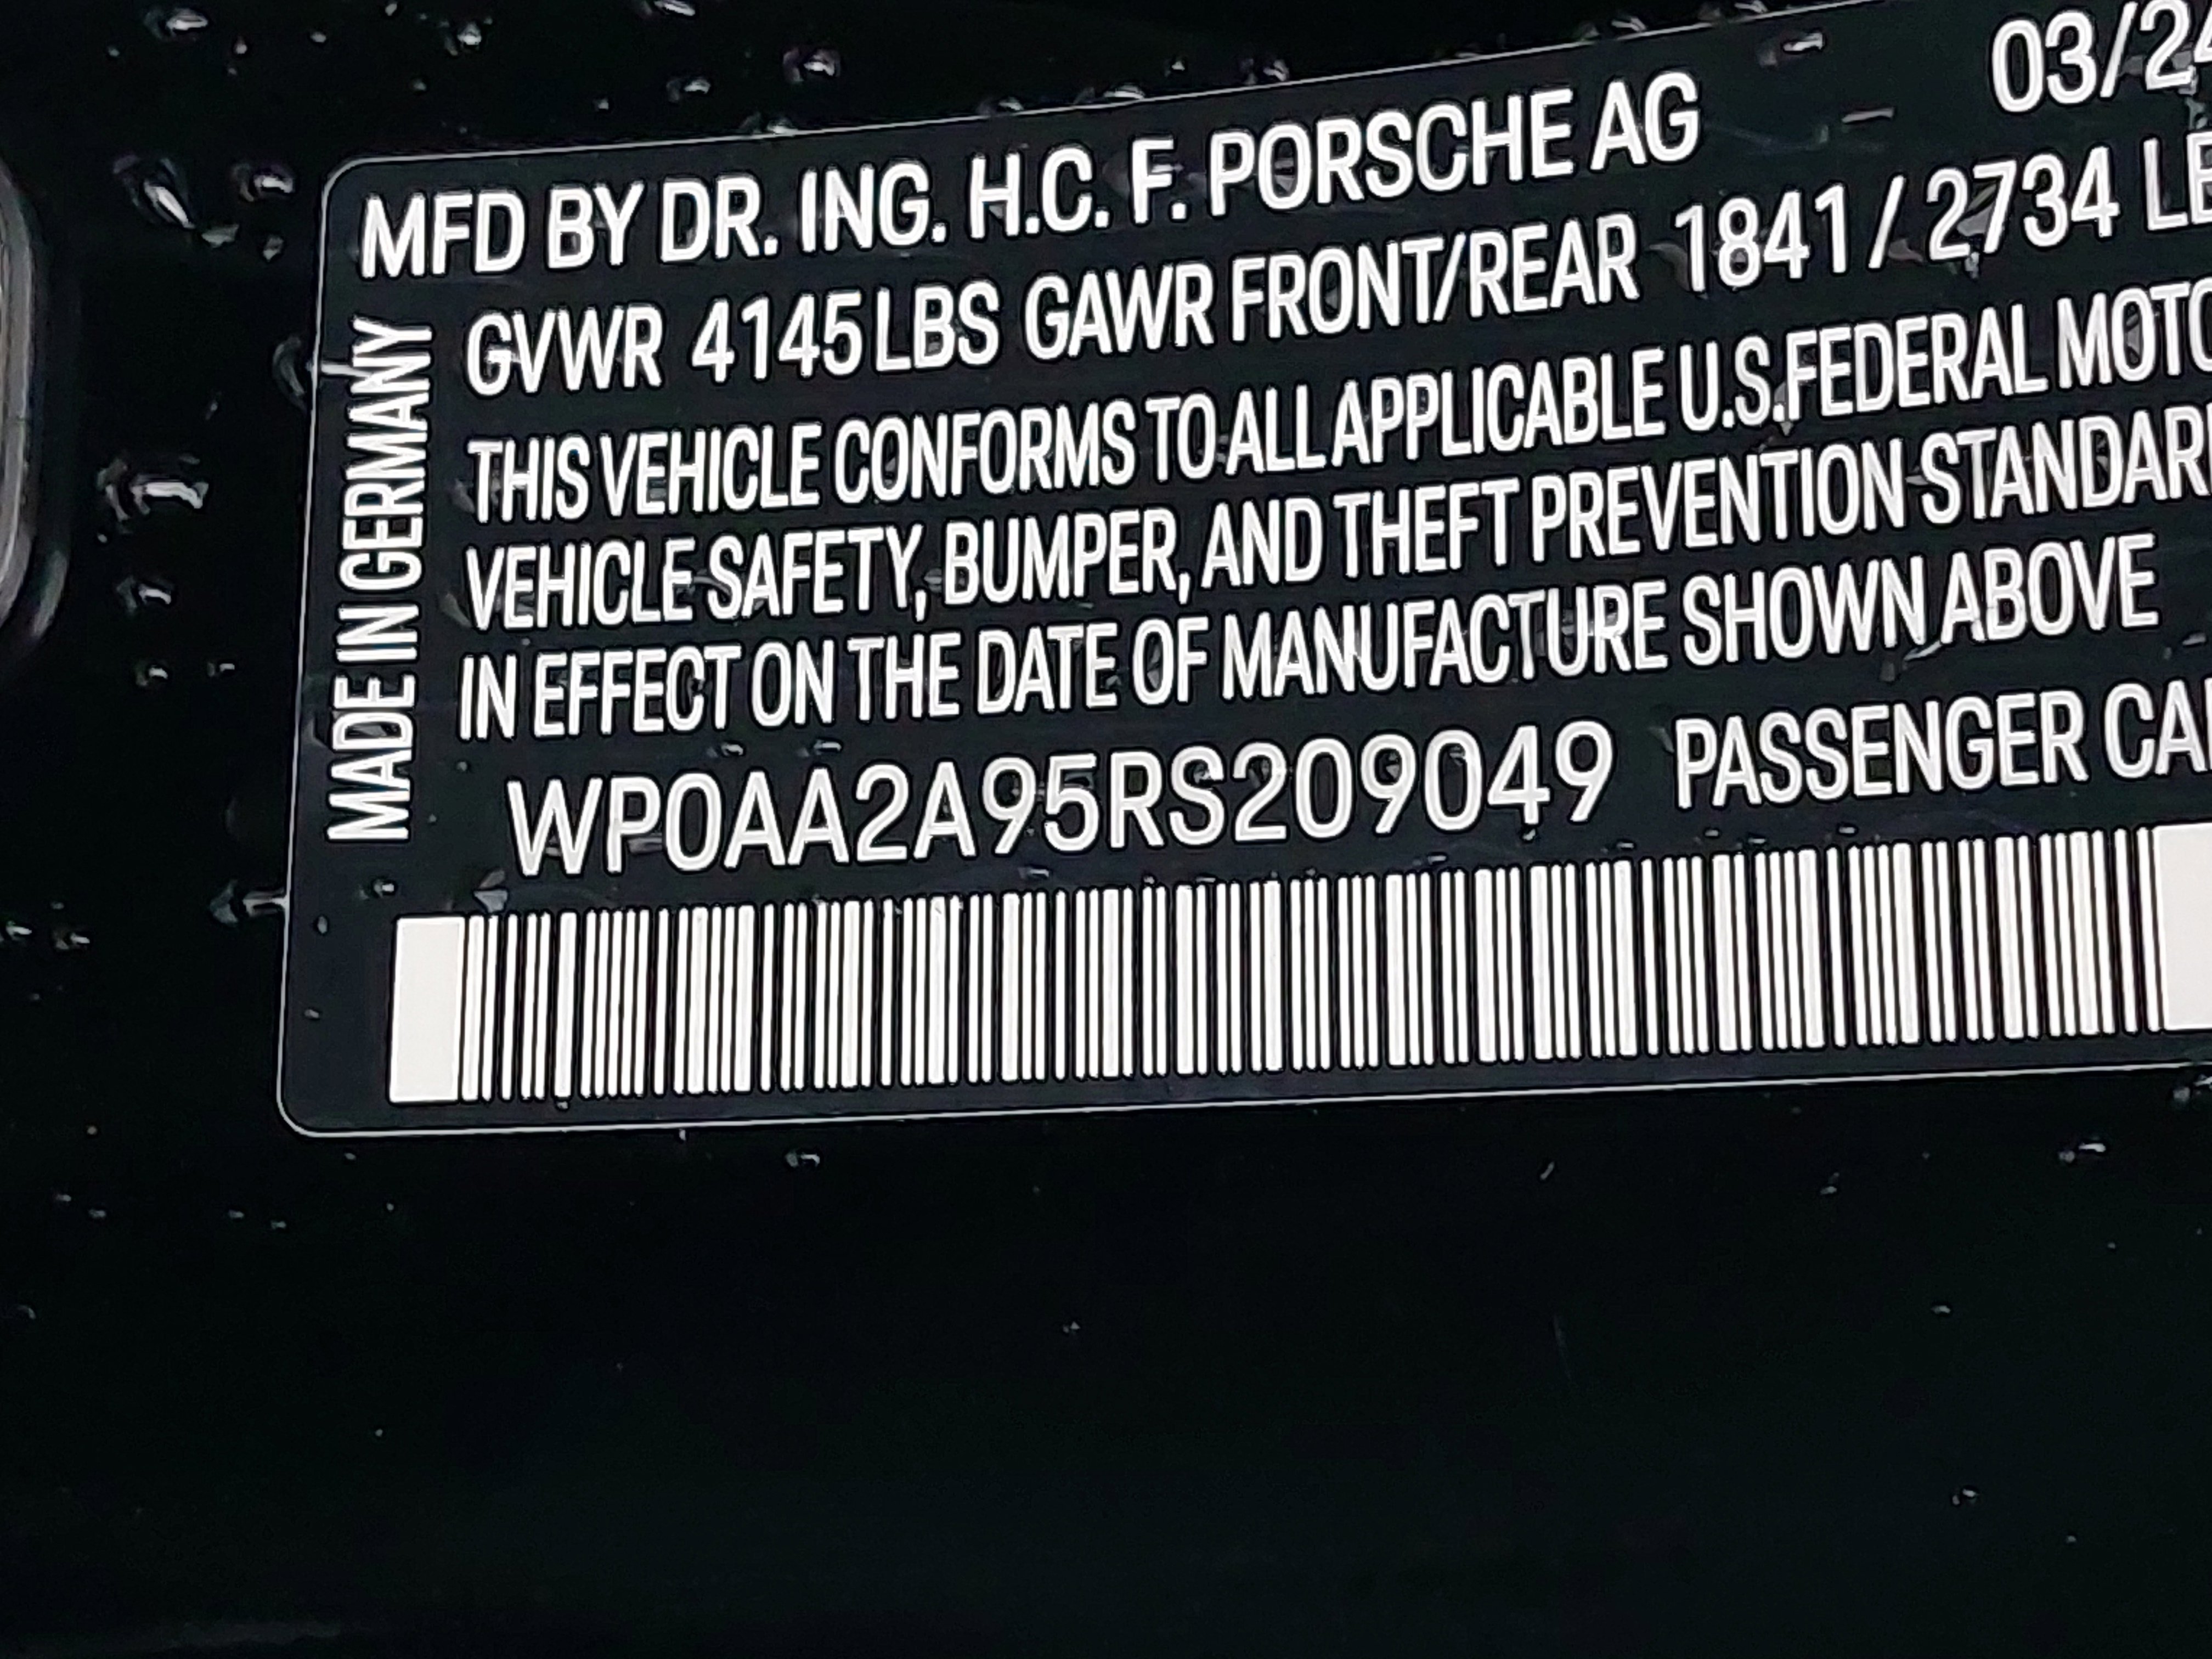 MFD BY DR. ING. H.C. F. PORSCHE AG 03/24
GVWR 4145 LBS GAWR FRONT/REAR 1841 / 2734
THIS VEHICLE CONFORMS TO ALL APPLICABLE U.S.FEDERAL
VEHICLE SAFETY, BUMPER, AND THEFT PREVENTION
IN EFFECT ON THE DATE OF MANUFACTURE SHOWN ABOVE
WP0AA2A95RS209049 PASSENGER
MADE IN GERMANY